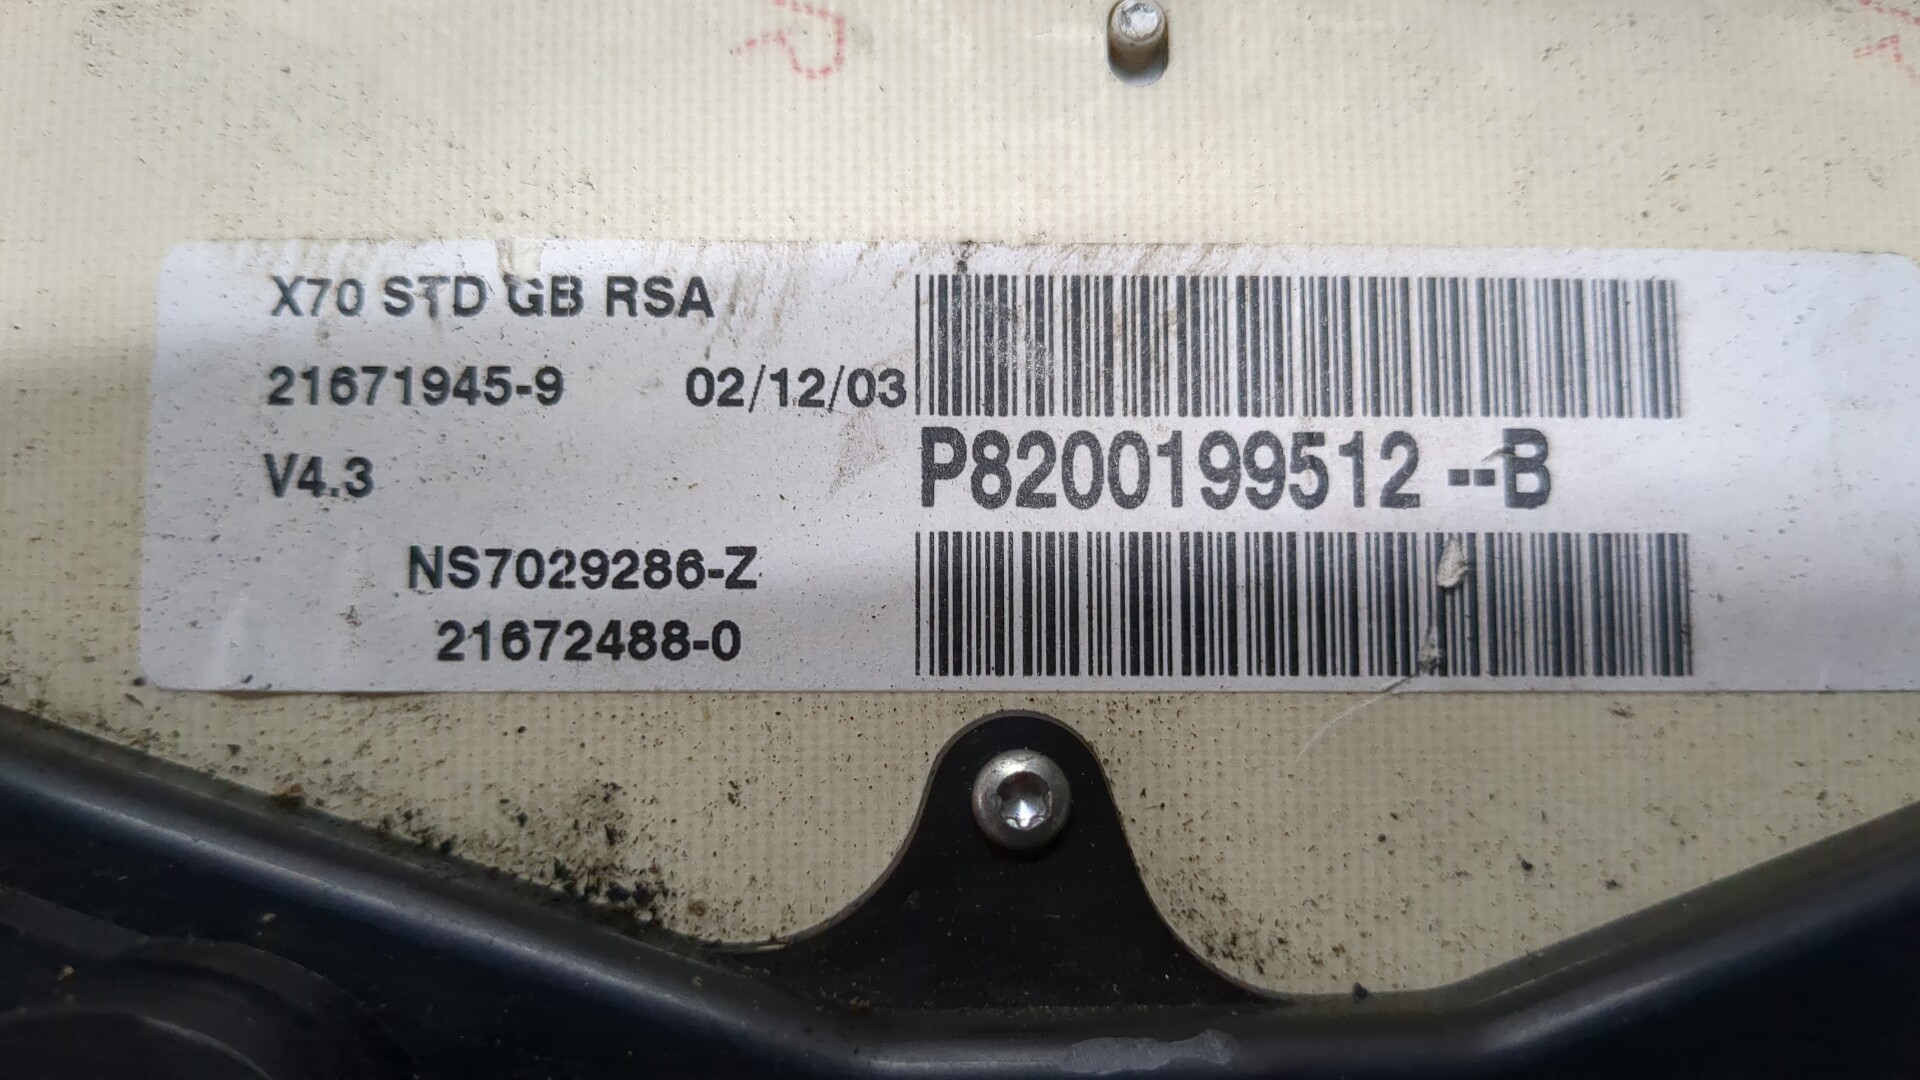 X70 STD GB RSA
21671945-9 02/12/03
V4.3
P8200199512 --B
NS7029286-Z
21672488-0